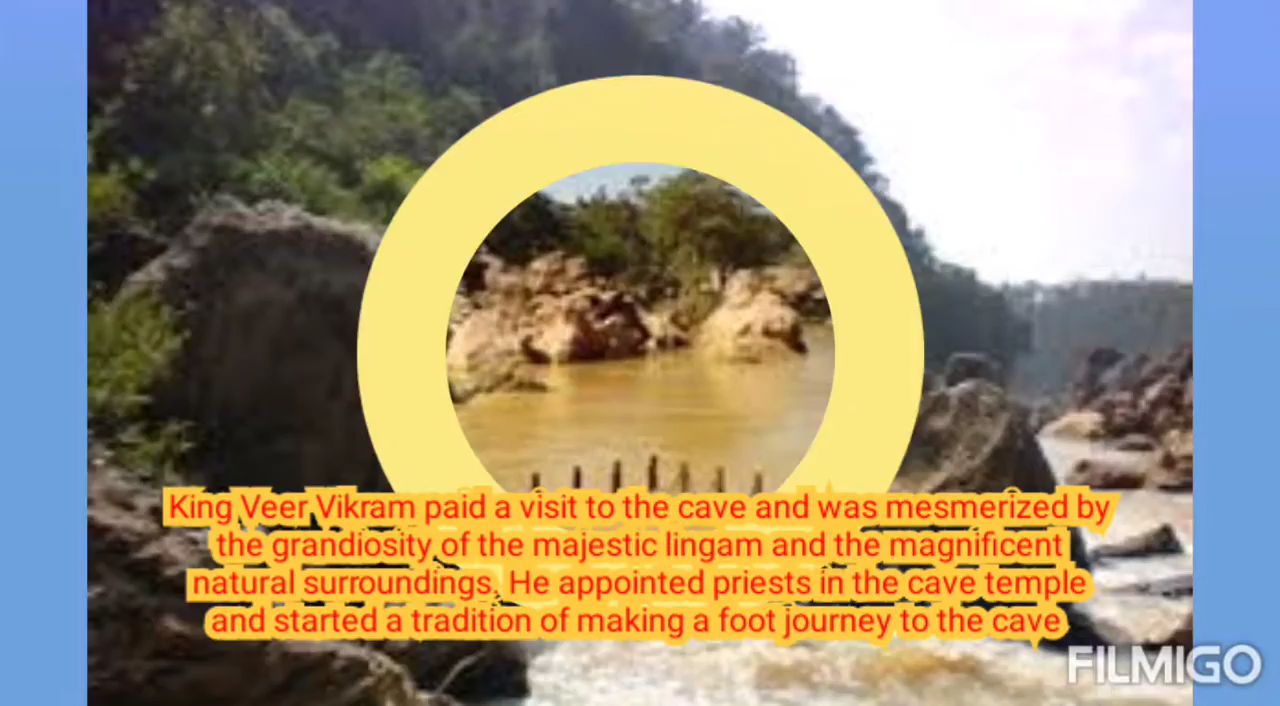 King Veer Vikram paid a visit to the cave and was mesmerized by
the grandiosity of the majestic lingam and the magnificent
natural surroundings. He appointed priests in the cave temple
and started a tradition of making a foot journey to the cave
FILMIGO